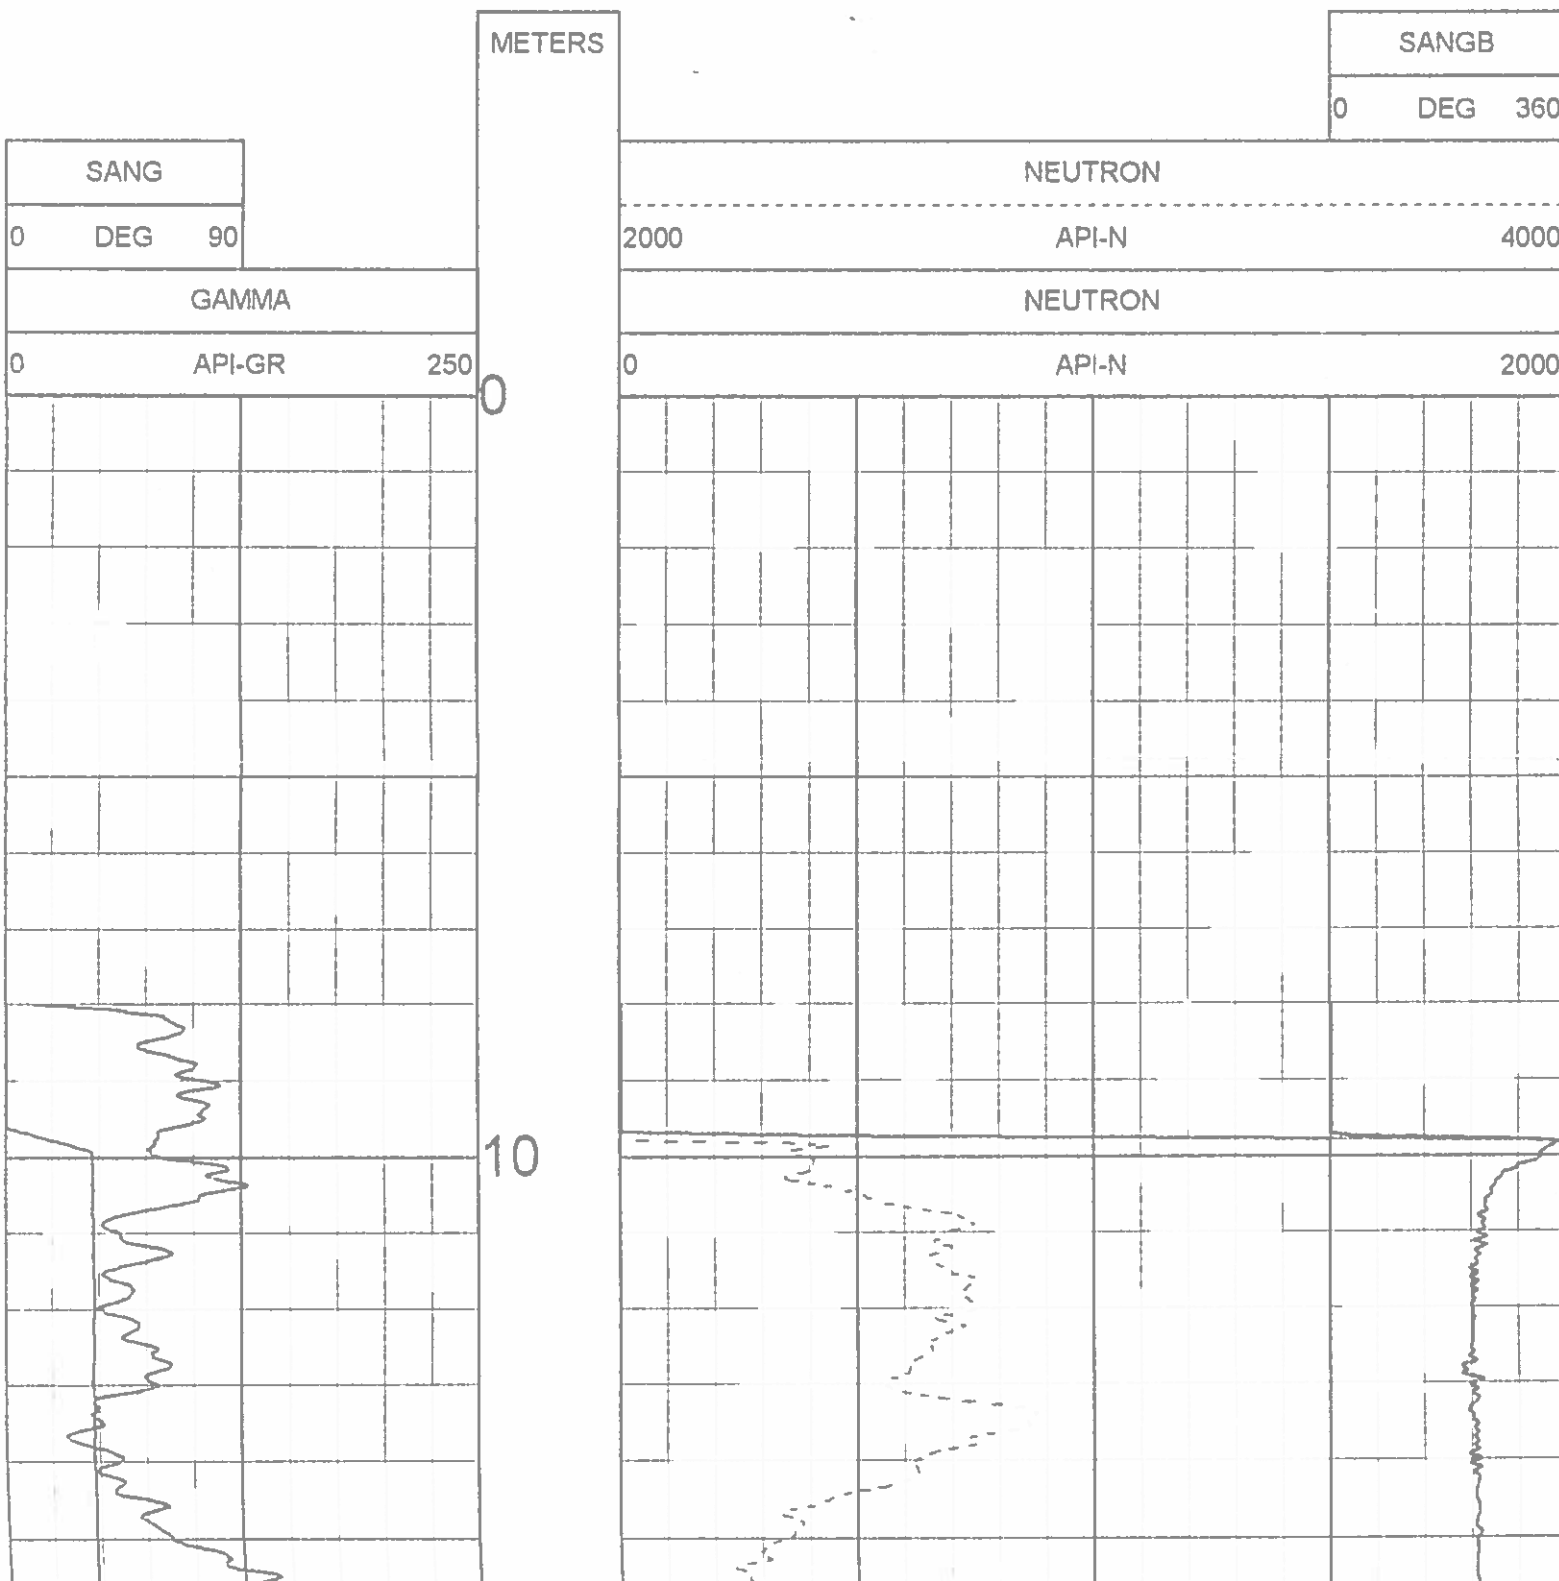 METERS
SANGB
0 DEG 360
SANG
NEUTRON
0 DEG 90
2000 API-N 4000
GAMMA
NEUTRON
0 API-GR 250
0 API-N 2000
0
10